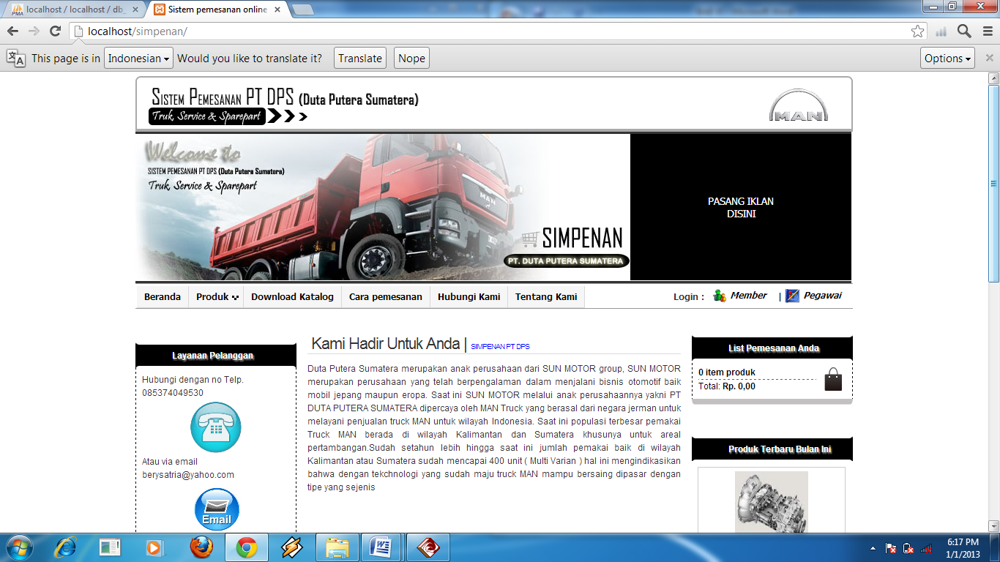 localhost / localhost / db_
Sistem pemesanan online
localhost/simpenan/
This page is in Indonesian Would you like to translate it? Translate Nope Options
SISTEM PEMESANAN PT DPS (Duta Putera Sumatera)
Truk, Service & Sparepart
MAN
Welcome to
SISTEM PEMESANAN PT DPS (Duta Putera Sumatera)
Truk, Service & Sparepart
MAN
SIMPENAN
PT. DUTA PUTERA SUMATERA
PASANG IKLAN
DISINI
Beranda Produk Download Katalog Cara pemesanan Hubungi Kami Tentang Kami Login : Member | Pegawai
Layanan Pelanggan
Hubungi dengan no Telp.
085374049530
Atau via email
berysatria@yahoo.com
Email
Kami Hadir Untuk Anda | SIMPENAN PT DPS
Duta Putera Sumatera merupakan anak perusahaan dari SUN MOTOR group, SUN MOTOR
merupakan perusahaan yang telah berpengalaman dalam menjalani bisnis otomotif baik
mobil jepang maupun eropa. Saat ini SUN MOTOR melalui anak perusahaannya yakni PT
DUTA PUTERA SUMATERA dipercaya oleh MAN Truck yang berasal dari negara jerman untuk
melayani penjualan truck MAN untuk wilayah Indonesia. Saat ini populasi terbesar pemakai
Truck MAN berada di wilayah Kalimantan dan Sumatera khusunya untuk areal
pertambangan.Sudah setahun lebih hingga saat ini jumlah pemakai baik di wilayah
Kalimantan atau Sumatera sudah mencapai 400 unit ( Multi Varian ) hal ini mengindikasikan
bahwa dengan tekchnologi yang sudah maju truck MAN mampu bersaing dipasar dengan
tipe yang sejenis
List Pemesanan Anda
0 item produk
Total: Rp. 0,00
Produk Terbaru Bulan Ini
6:17 PM
1/1/2013